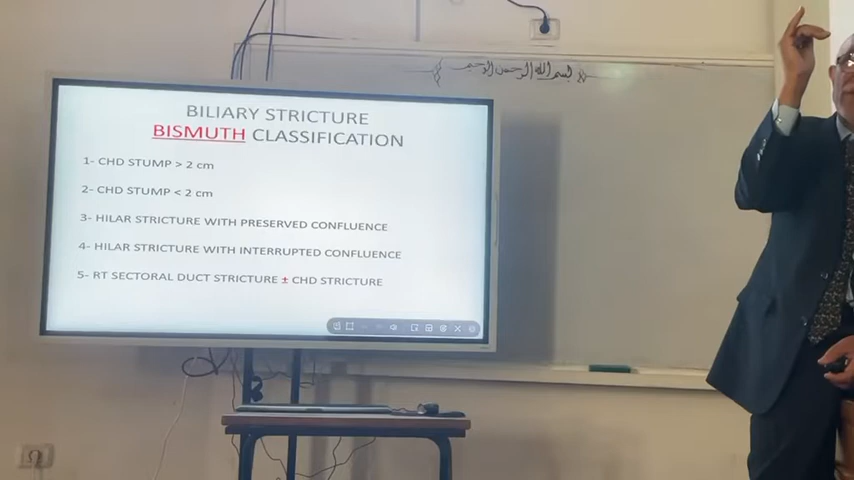 بسم الله الرحمن الرحيم
BILIARY STRICTURE
BISMUTH CLASSIFICATION
1- CHD STUMP > 2 cm
2- CHD STUMP < 2 cm
3- HILAR STRICTURE WITH PRESERVED CONFLUENCE
4- HILAR STRICTURE WITH INTERRUPTED CONFLUENCE
5- RT SECTORAL DUCT STRICTURE ± CHD STRICTURE